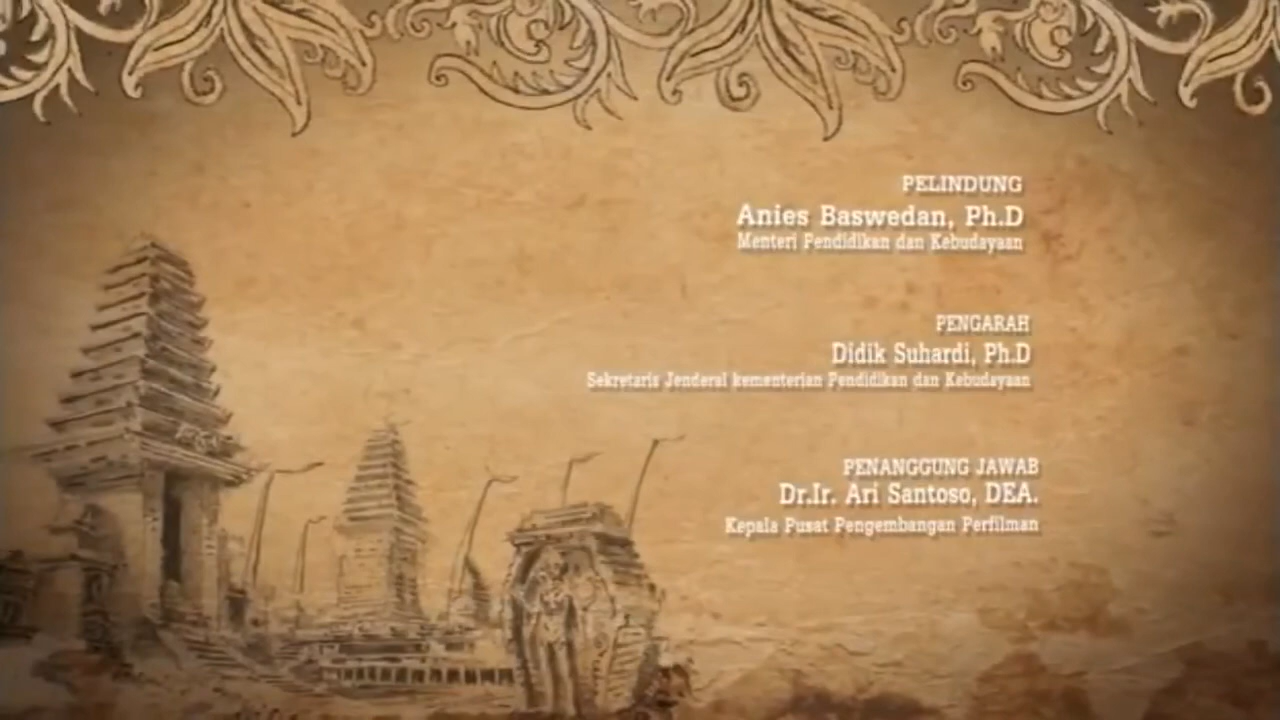 PELINDUNG
Anies Baswedan, Ph.D
Menteri Pendidikan dan Kebudayaan
PENGARAH
Didik Suhardi, Ph.D
Sekretaris Jenderal kementerian Pendidikan dan Kebudayaan
PENANGGUNG JAWAB
Dr.Ir. Ari Santoso, DEA.
Kepala Pusat Pengembangan Perfilman